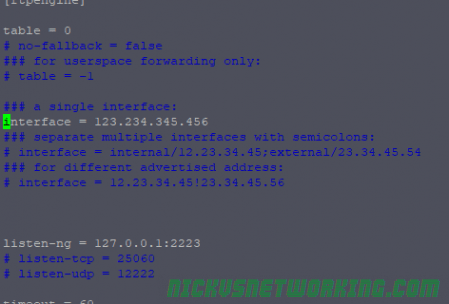 [rtpengine]
table = 0
# no-fallback = false
### for userspace forwarding only:
# table = -1
### a single interface:
interface = 123.234.345.456
### separate multiple interfaces with semicolons:
# interface = internal/12.23.34.45;external/23.34.45.54
### for different advertised address:
# interface = 12.23.34.45!23.34.45.56
listen-ng = 127.0.0.1:2223
# listen-tcp = 25060
# listen-udp = 12222
timeout = 60
NICKVSNETWORKING.COM